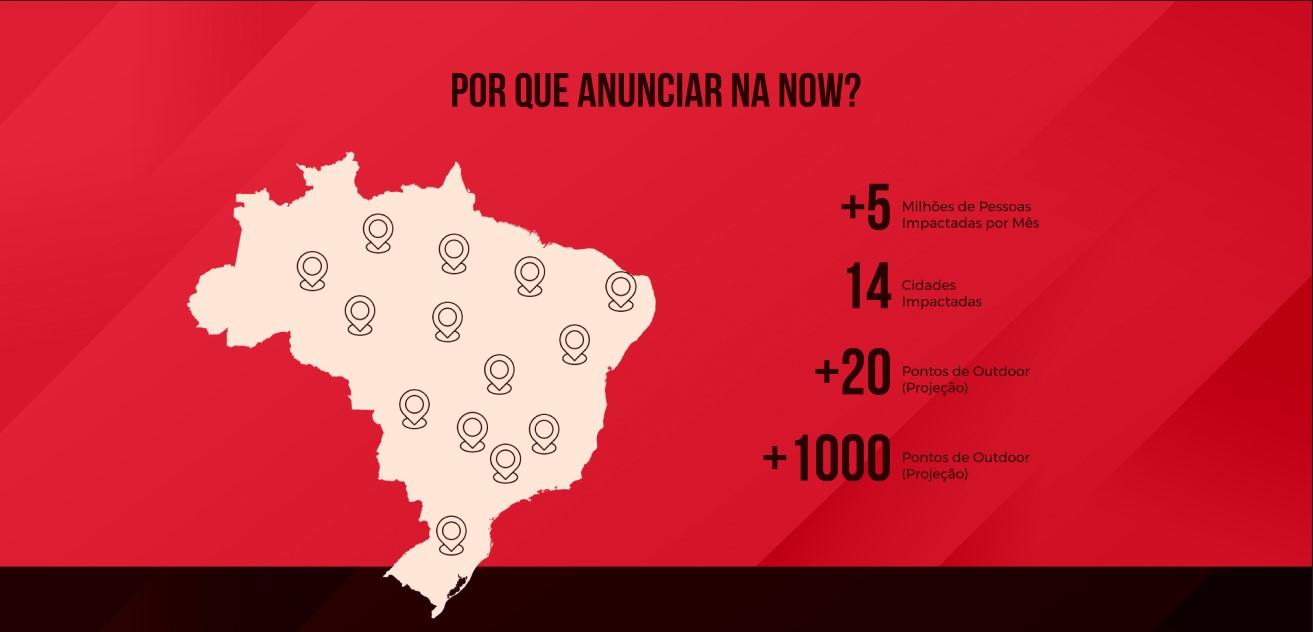 POR QUE ANUNCIAR NA NOW?
+5
Milhões de Pessoas
Impactadas por Mês
14
Cidades
Impactadas
+20
Pontos de Outdoor
(Projeção)
+1000
Pontos de Outdoor
(Projeção)